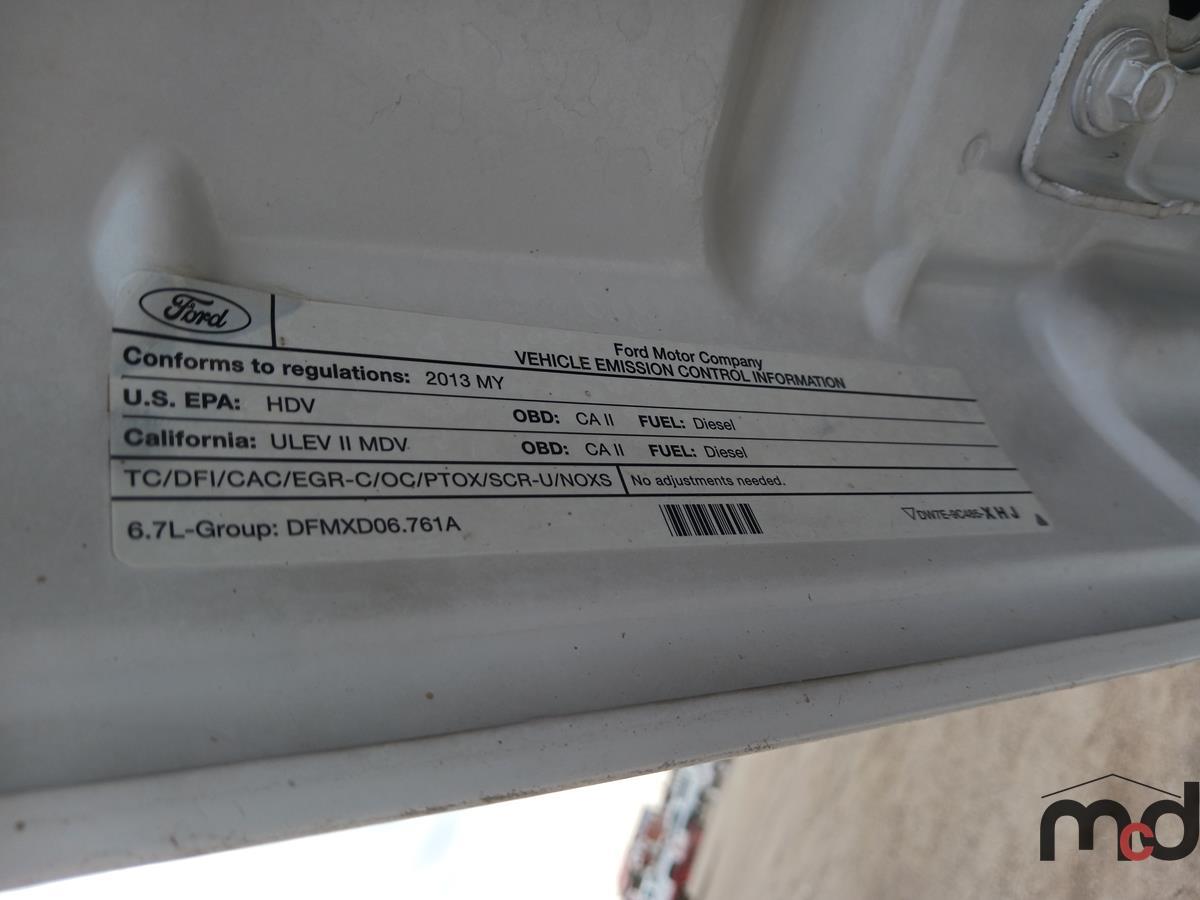 Ford
Ford Motor Company
VEHICLE EMISSION CONTROL INFORMATION
Conforms to regulations: 2013 MY
U.S. EPA: HDV OBD: CA II FUEL: Diesel
California: ULEV II MDV OBD: CA II FUEL: Diesel
TC/DFI/CAC/EGR-C/OC/PTOX/SCR-U/NOXS No adjustments needed.
6.7L-Group: DFMXD06.761A
DW7E-9C485-XHJ
mcd